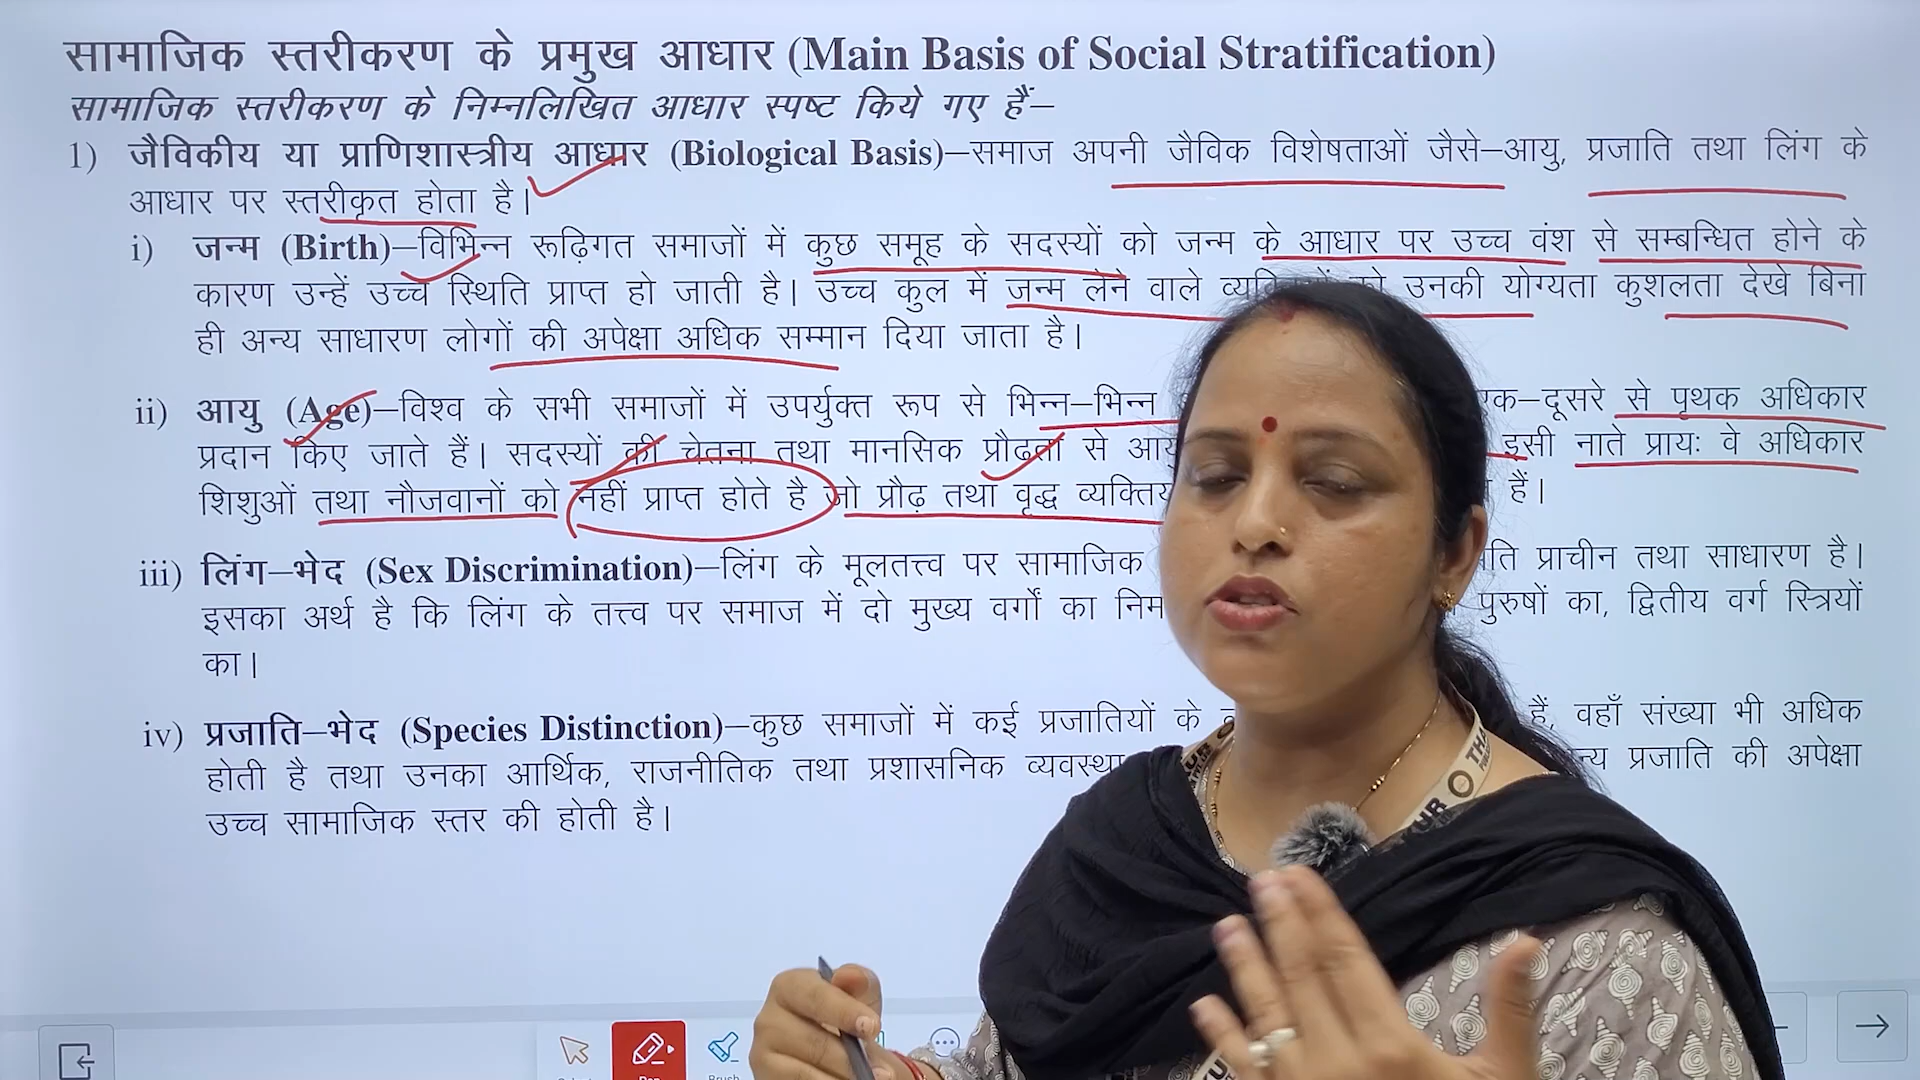 सामाजिक स्तरीकरण के प्रमुख आधार (Main Basis of Social Stratification)
सामाजिक स्तरीकरण के निम्नलिखित आधार स्पष्ट किये गए हैं–
1) जैविकीय या प्राणिशास्त्रीय आधार (Biological Basis)–समाज अपनी जैविक विशेषताओं जैसे–आयु, प्रजाति तथा लिंग के
आधार पर स्तरीकृत होता है।
i) जन्म (Birth)–विभिन्न रूढ़िगत समाजों में कुछ समूह के सदस्यों को जन्म के आधार पर उच्च वंश से सम्बन्धित होने के
कारण उन्हें उच्च स्थिति प्राप्त हो जाती है। उच्च कुल में जन्म लेने वाले उनकी योग्यता कुशलता देखे बिना
ही अन्य साधारण लोगों की अपेक्षा अधिक सम्मान दिया जाता है।
ii) आयु (Age)–विश्व के सभी समाजों में उपर्युक्त रूप से भिन्न–भिन्न एक–दूसरे से पृथक अधिकार
प्रदान किए जाते हैं। सदस्यों की चेतना तथा मानसिक प्रौढता से इसी नाते प्रायः वे अधिकार
शिशुओं तथा नौजवानों को नहीं प्राप्त होते है जो प्रौढ़ तथा वृद्ध हैं।
iii) लिंग–भेद (Sex Discrimination)–लिंग के मूलतत्त्व पर सामाजिक प्राचीन तथा साधारण है।
इसका अर्थ है कि लिंग के तत्त्व पर समाज में दो मुख्य वर्गों का पुरुषों का, द्वितीय वर्ग स्त्रियों
का।
iv) प्रजाति–भेद (Species Distinction)–कुछ समाजों में कई प्रजातियों के हैं, वहाँ संख्या भी अधिक
होती है तथा उनका आर्थिक, राजनीतिक तथा प्रशासनिक प्रजाति की अपेक्षा
उच्च सामाजिक स्तर की होती है।